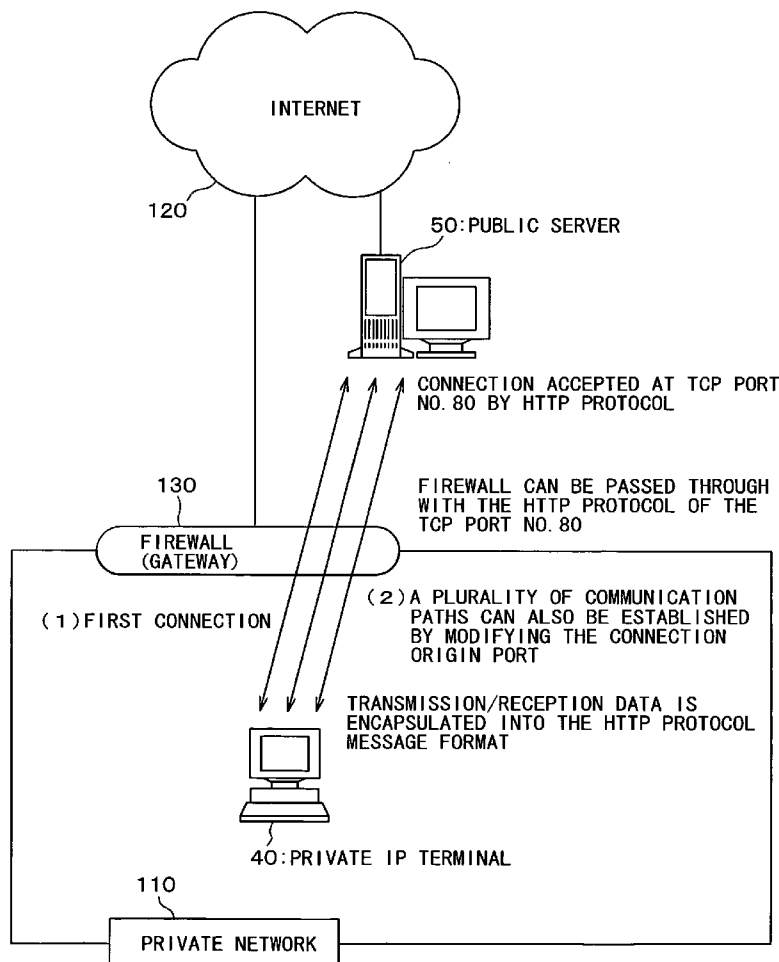 INTERNET
120
50:PUBLIC SERVER
CONNECTION ACCEPTED AT TCP PORT
NO. 80 BY HTTP PROTOCOL
FIREWALL CAN BE PASSED THROUGH
WITH THE HTTP PROTOCOL OF THE
TCP PORT NO. 80
130
FIREWALL
(GATEWAY)
(1)FIRST CONNECTION
(2)A PLURALITY OF COMMUNICATION
PATHS CAN ALSO BE ESTABLISHED
BY MODIFYING THE CONNECTION
ORIGIN PORT
TRANSMISSION/RECEPTION DATA IS
ENCAPSULATED INTO THE HTTP PROTOCOL
MESSAGE FORMAT
40:PRIVATE IP TERMINAL
110
PRIVATE NETWORK